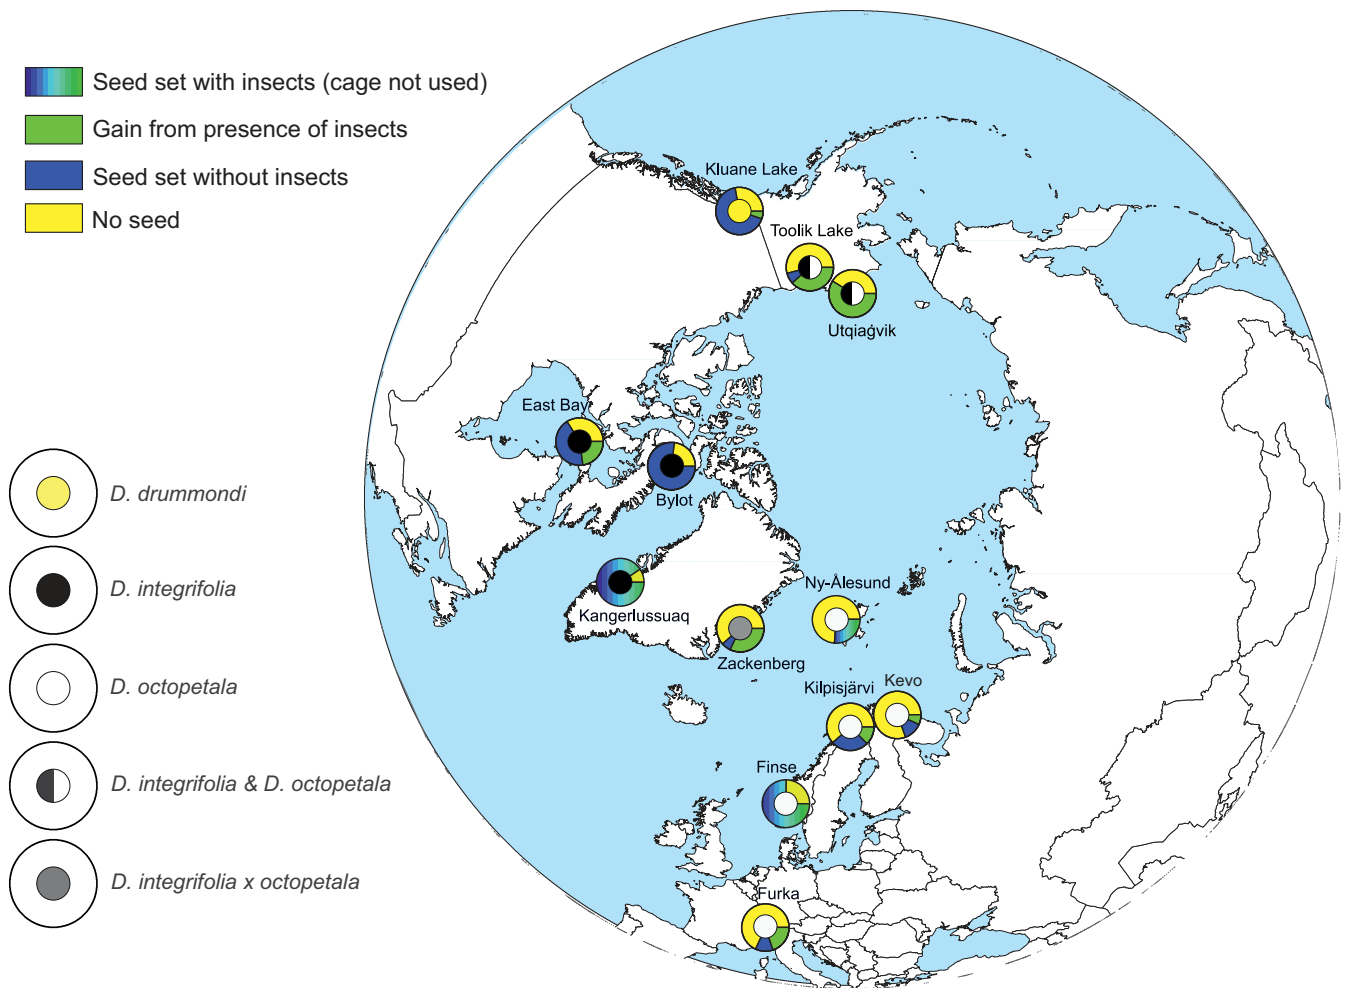 Seed set with insects (cage not used)
Gain from presence of insects
Seed set without insects
No seed
Kluane Lake
Toolik Lake
Utqiaġvik
East Bay
Bylot
Kangerlussuaq
Ny-Ålesund
Zackenberg
Kilpisjärvi
Kevo
Finse
Furka
D. drummondi
D. integrifolia
D. octopetala
D. integrifolia & D. octopetala
D. integrifolia x octopetala